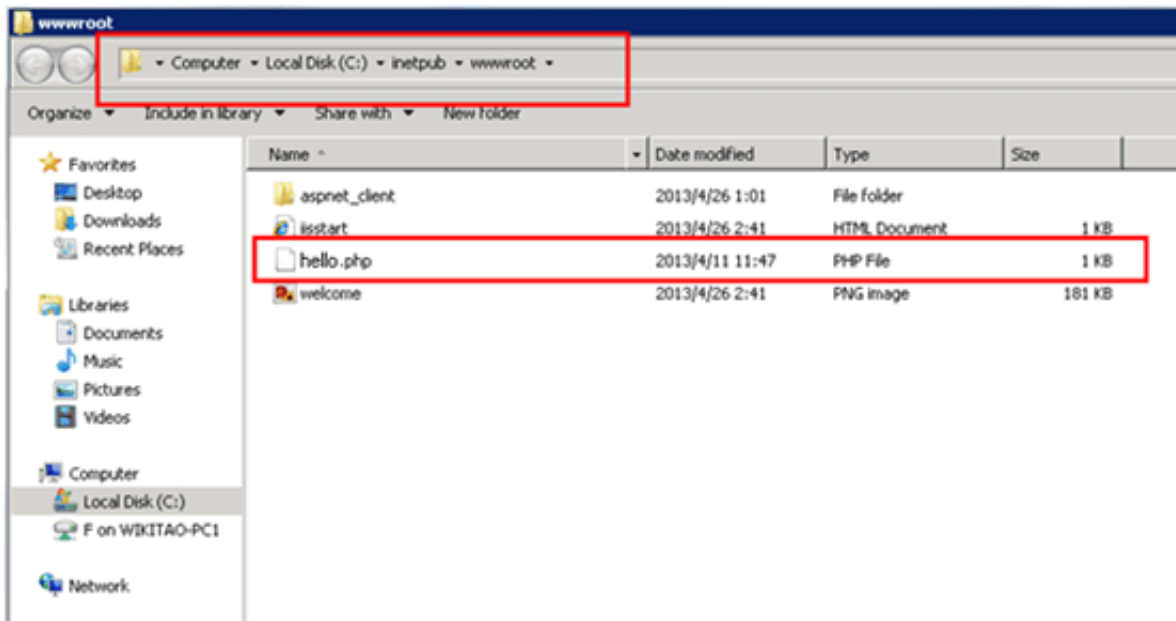 wwwroot
Computer Local Disk (C:) inetpub wwwroot
Organize Include in library Share with New folder
Name Date modified Type Size
Favorites
Desktop
Downloads
Recent Places
Libraries
Documents
Music
Pictures
Videos
Computer
Local Disk (C:)
F on WIKITAO-PC1
Network
aspnet_client 2013/4/26 1:01 File folder
iisstart 2013/4/26 2:41 HTML Document 1 KB
hello.php 2013/4/11 11:47 PHP File 1 KB
welcome 2013/4/26 2:41 PNG image 181 KB